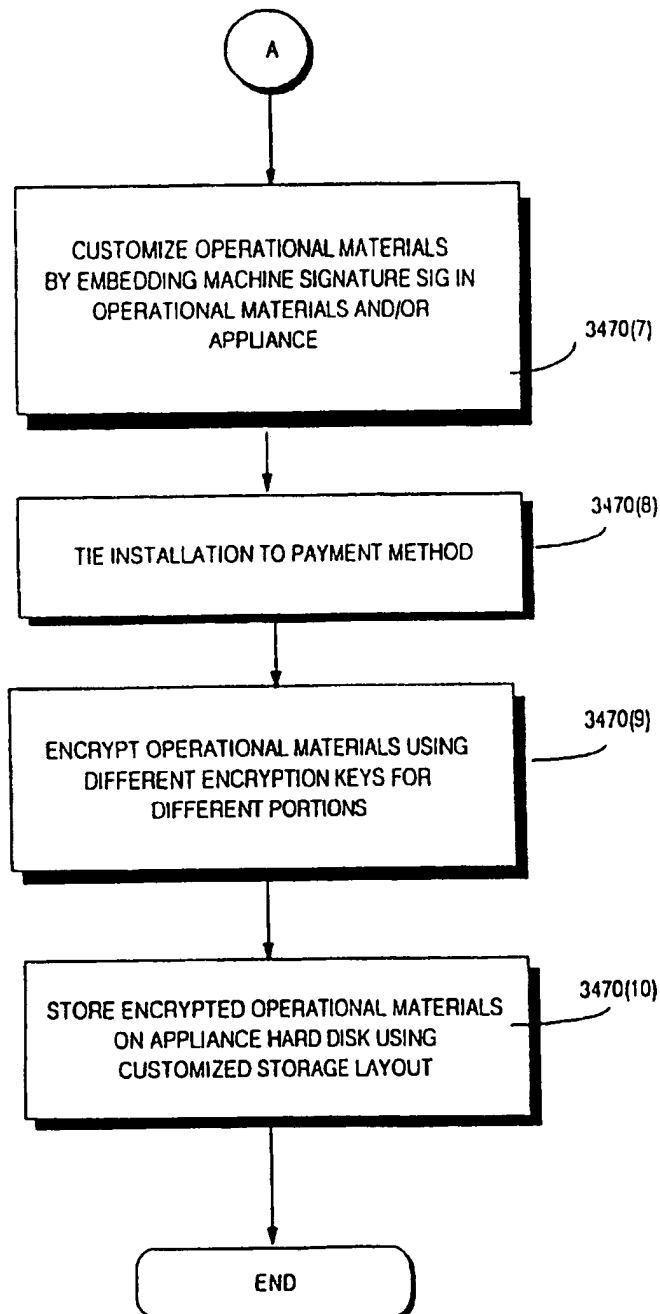 A
CUSTOMIZE OPERATIONAL MATERIALS
BY EMBEDDING MACHINE SIGNATURE SIG IN
OPERATIONAL MATERIALS AND/OR
APPLIANCE
3470(7)
3470(8)
TIE INSTALLATION TO PAYMENT METHOD
3470(9)
ENCRYPT OPERATIONAL MATERIALS USING
DIFFERENT ENCRYPTION KEYS FOR
DIFFERENT PORTIONS
3470(10)
STORE ENCRYPTED OPERATIONAL MATERIALS
ON APPLIANCE HARD DISK USING
CUSTOMIZED STORAGE LAYOUT
END